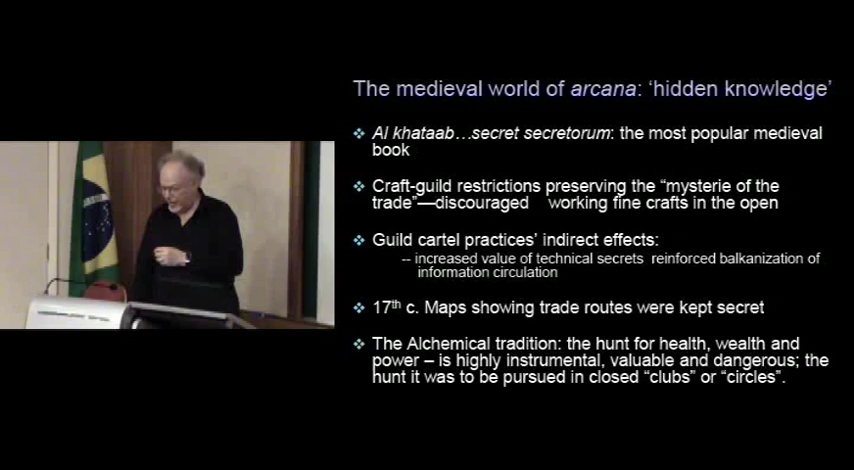 The medieval world of arcana: ‘hidden knowledge’
Al khataab…secret secretorum: the most popular medieval
book
Craft-guild restrictions preserving the “mysterie of the
trade”—discouraged working fine crafts in the open
Guild cartel practices’ indirect effects:
-- increased value of technical secrets reinforced balkanization of
information circulation
17th c. Maps showing trade routes were kept secret
The Alchemical tradition: the hunt for health, wealth and
power – is highly instrumental, valuable and dangerous; the
hunt it was to be pursued in closed “clubs” or “circles”.